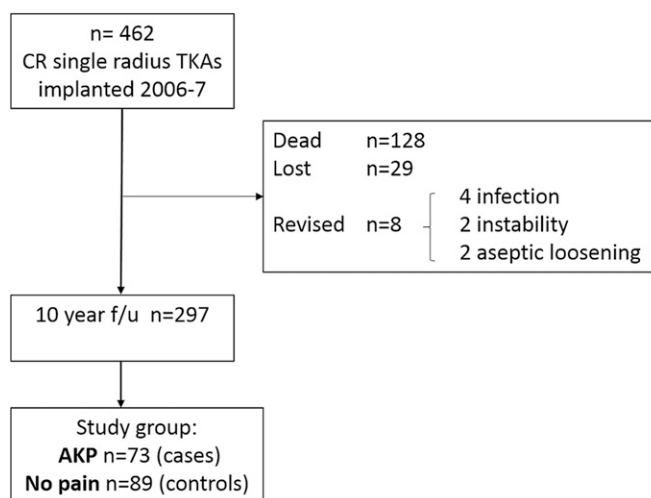 n= 462
CR single radius TKAs
implanted 2006-7
Dead n=128
Lost n=29
4 infection
Revised n=8 2 instability
2 aseptic loosening
10 year f/u n=297
Study group:
AKP n=73 (cases)
No pain n=89 (controls)